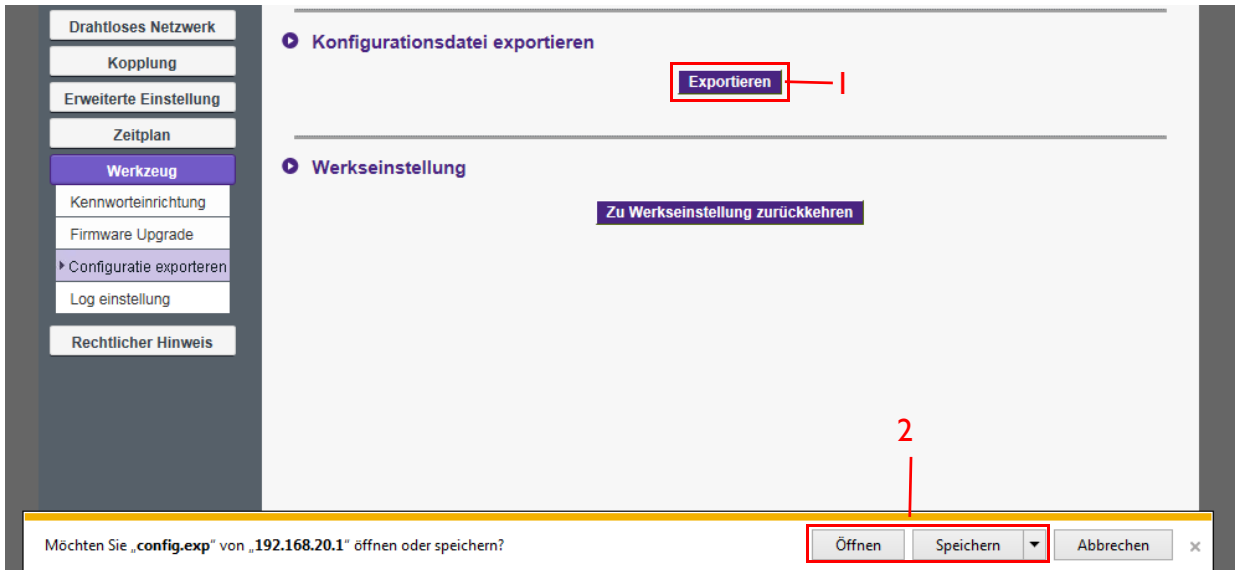 Drahtloses Netzwerk
Kopplung
Erweiterte Einstellung
Zeitplan
Werkzeug
Kennworteinrichtung
Firmware Upgrade
Configuratie exporteren
Log einstellung
Rechtlicher Hinweis
Konfigurationsdatei exportieren
Exportieren
1
Werkseinstellung
Zu Werkseinstellung zurückkehren
2
Möchten Sie „config.exp“ von „192.168.20.1“ öffnen oder speichern?
Öffnen
Speichern
Abbrechen